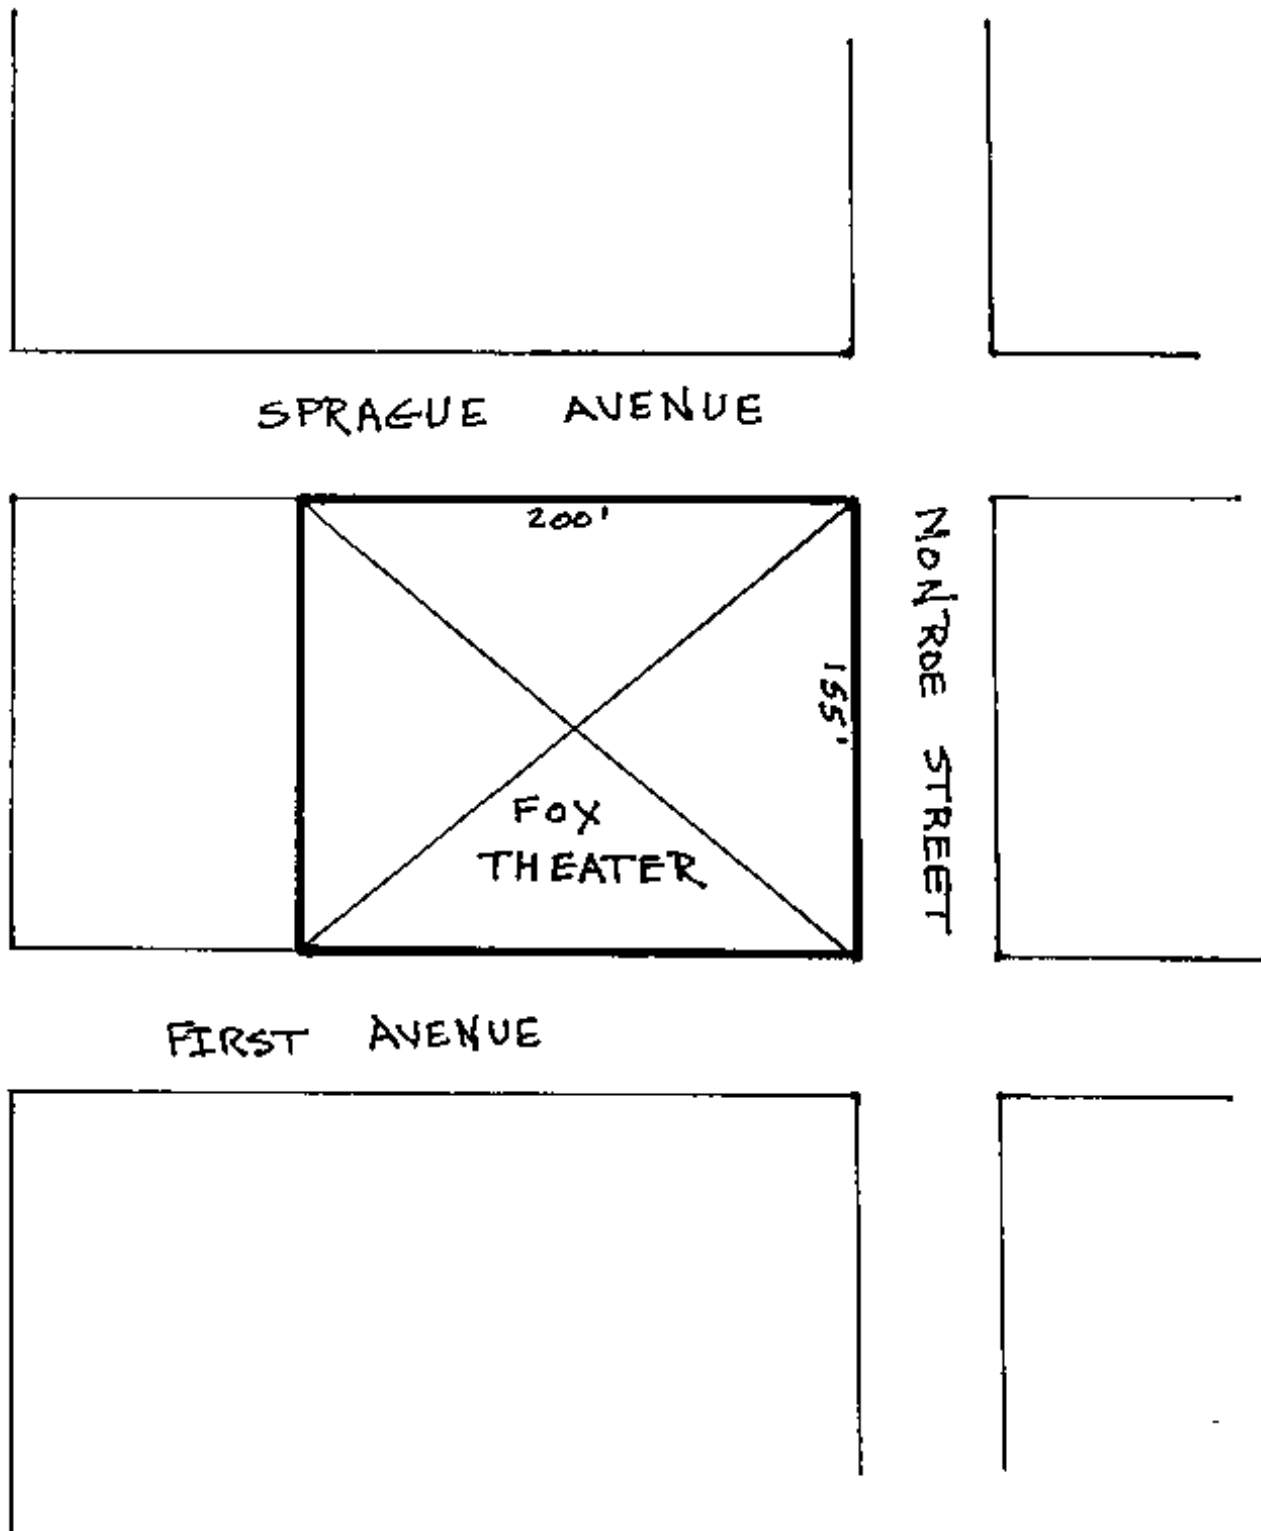 SPRAGUE AVENUE
200'
MONROE STREET
155'
FOX
THEATER
FIRST AVENUE